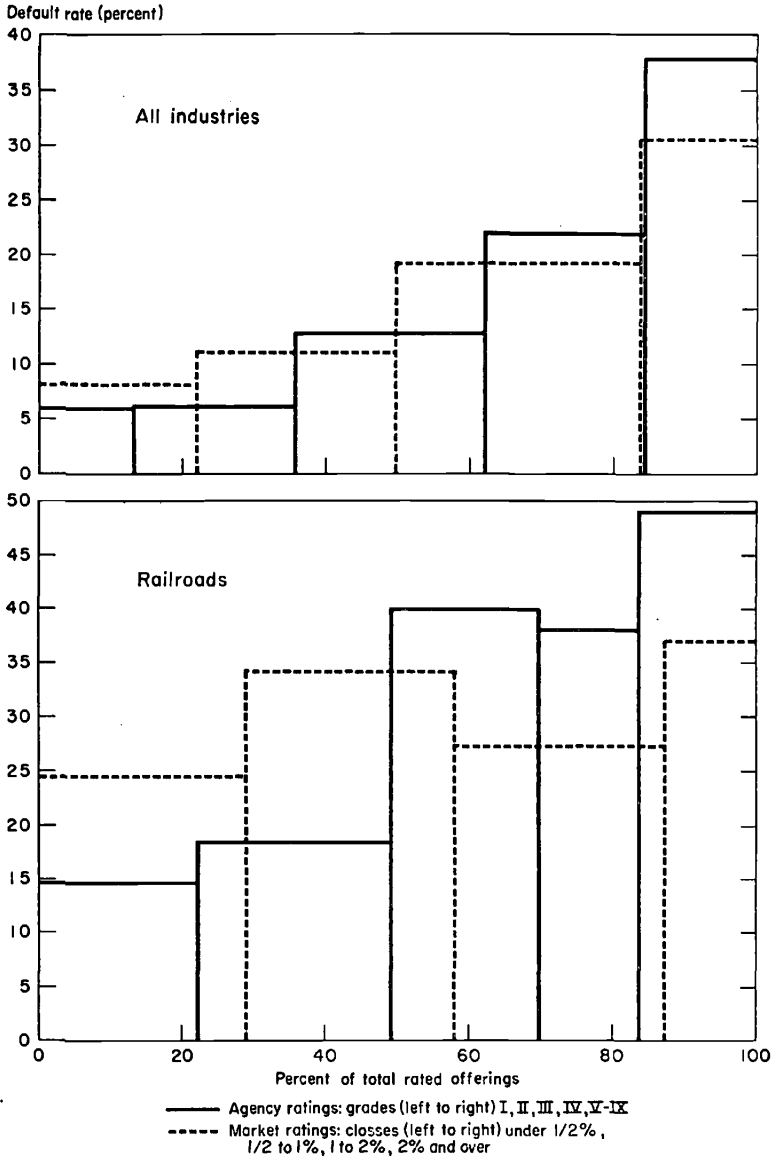 Default rate (percent)
40
35
30
25
20
15
10
5
0
All industries
50
45
40
35
30
25
20
15
10
5
0
Railroads
0 20 40 60 80 100
Percent of total rated offerings
Agency ratings: grades (left to right) I, II, III, IV, V-IX
Market ratings: closses (left to right) under 1/2%,
1/2 to 1%, 1 to 2%, 2% and over